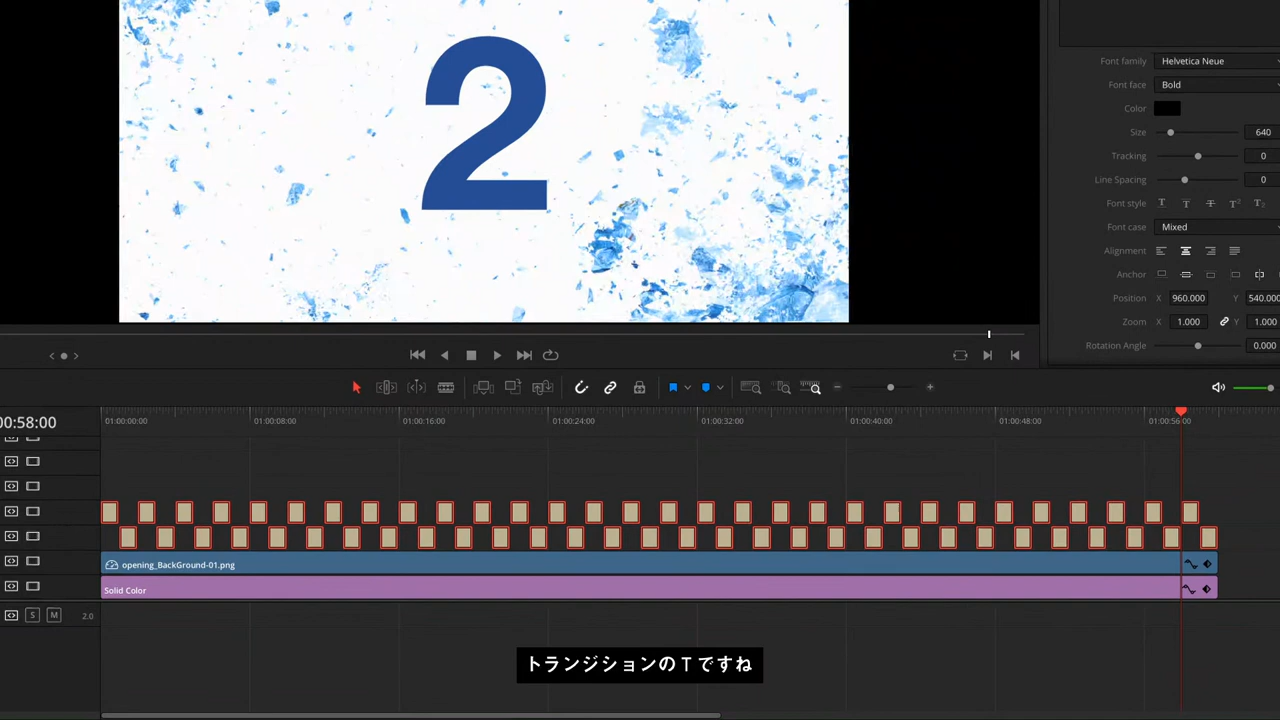 2
Font family Helvetica Neue
Font face Bold
Color
Size 640
Tracking 0
Line Spacing 0
Font style T T T T² T₂
Font case Mixed
Alignment
Anchor
Position X 960.000 Y 540.000
Zoom X 1.000 Y 1.000
Rotation Angle 0.000
0:58:00
01:00:00:00 01:00:08:00 01:00:16:00 01:00:24:00 01:00:32:00 01:00:40:00 01:00:48:00 01:00:56:00
opening_BackGround-01.png
Solid Color
S M 2.0
トランジションのTですね